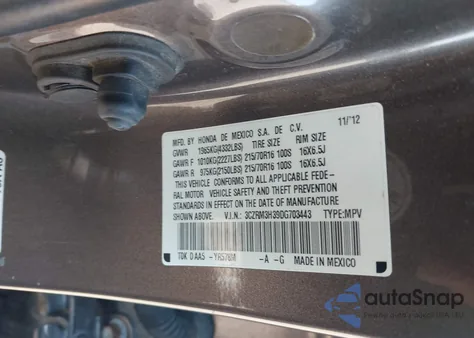 MFD. BY HONDA DE MEXICO S.A. DE C.V. 11/'12
GVWR 1965KG(4332LBS) TIRE SIZE RIM SIZE
GAWR F 1010KG(2227LBS) 215/70R16 100S 16X6.5J
GAWR R 975KG(2150LBS) 215/70R16 100S 16X6.5J
THIS VEHICLE CONFORMS TO ALL APPLICABLE FEDE-
RAL MOTOR VEHICLE SAFETY AND THEFT PREVENTION
STANDARDS IN EFFECT ON THE DATE OF MANUFACTURE
SHOWN ABOVE. V.I.N.: 3CZRM3H39DG703443 TYPE:MPV
TDK DAA5 -YR578M -A -G MADE IN MEXICO
autoSnap